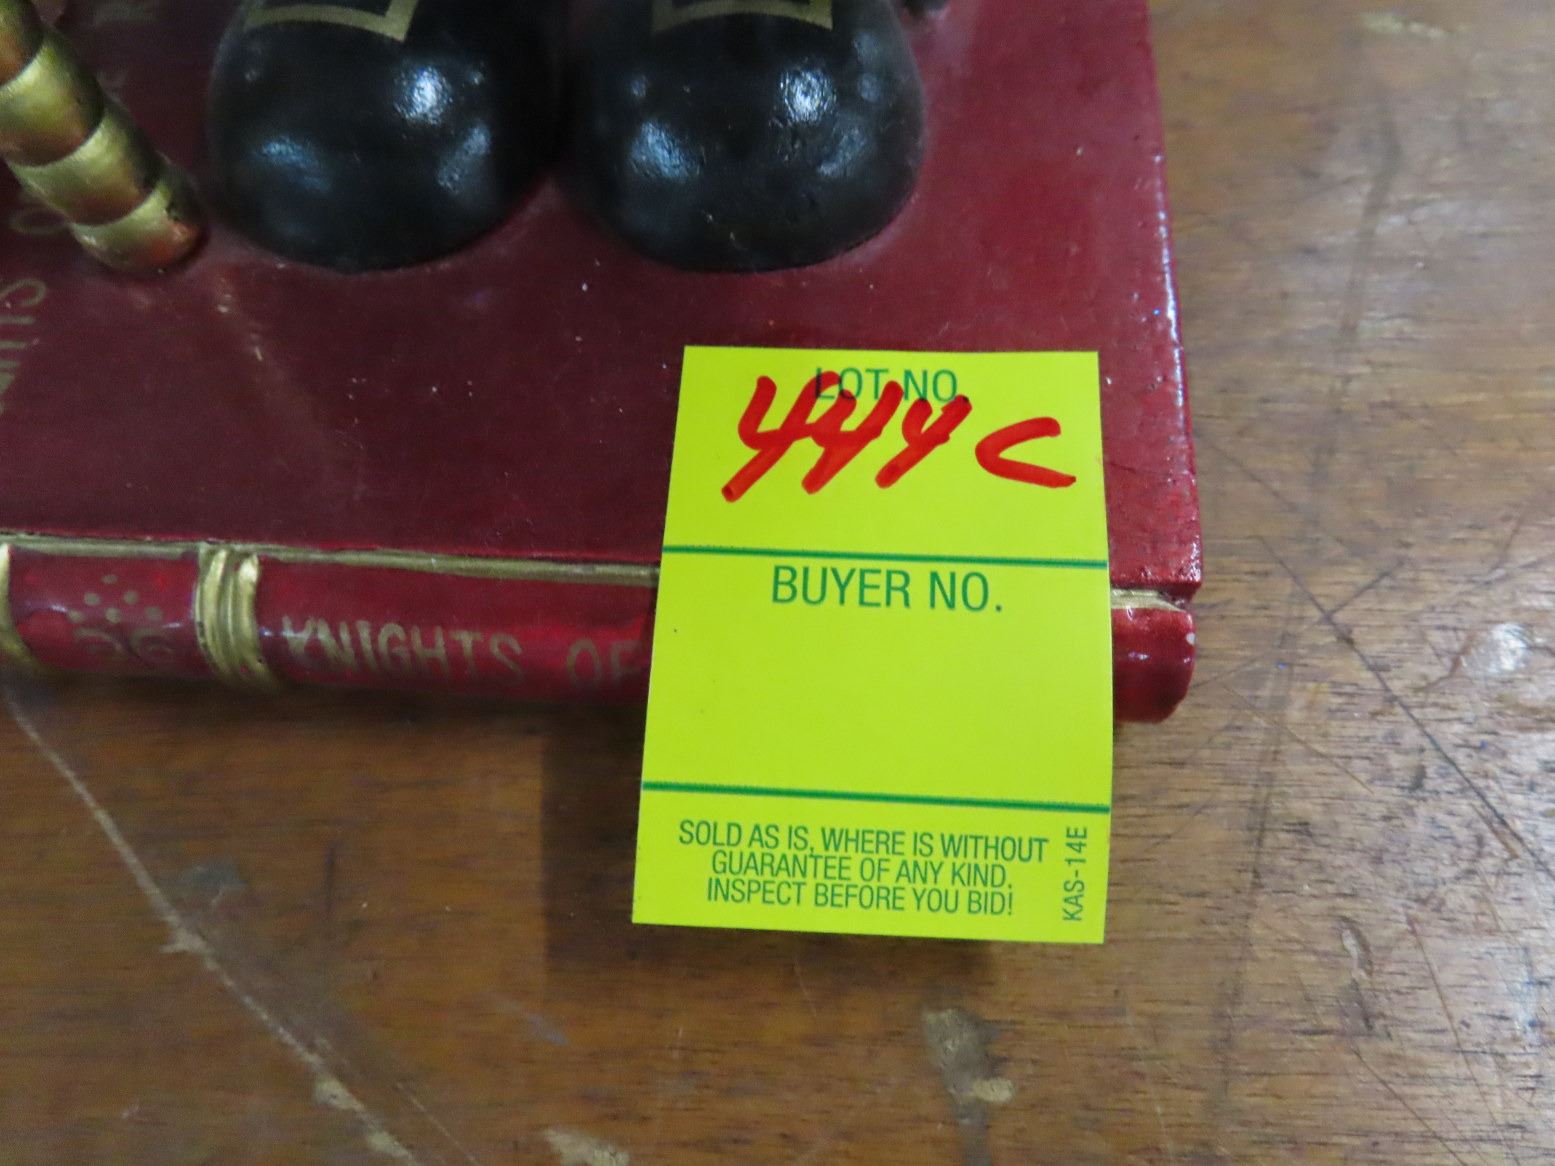 LOT NO.
444C
BUYER NO.
SOLD AS IS, WHERE IS WITHOUT
GUARANTEE OF ANY KIND.
INSPECT BEFORE YOU BID!
KAS-14E
KNIGHTS OF